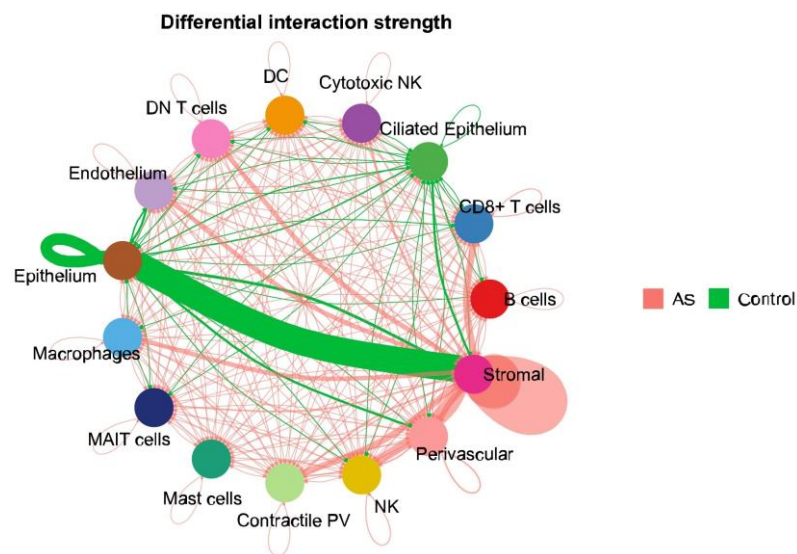 Differential interaction strength
DC
Cytotoxic NK
DN T cells
Ciliated Epithelium
Endothelium
CD8+ T cells
Epithelium
B cells
AS
Control
Macrophages
Stromal
MAIT cells
Perivascular
Mast cells
NK
Contractile PV